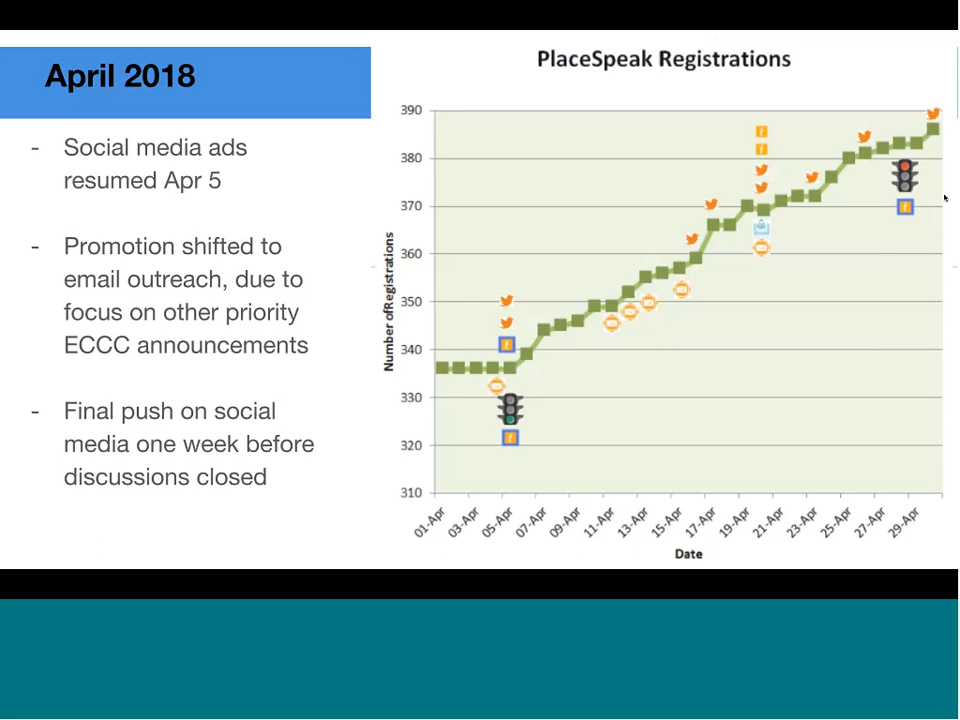 April 2018
- Social media ads
resumed Apr 5
- Promotion shifted to
email outreach, due to
focus on other priority
ECCC announcements
- Final push on social
media one week before
discussions closed
PlaceSpeak Registrations
Number ofRegistrations
390
380
370
360
350
340
330
320
310
01-Apr
03-Apr
05-Apr
07-Apr
09-Apr
11-Apr
13-Apr
15-Apr
17-Apr
19-Apr
21-Apr
23-Apr
25-Apr
27-Apr
29-Apr
Date